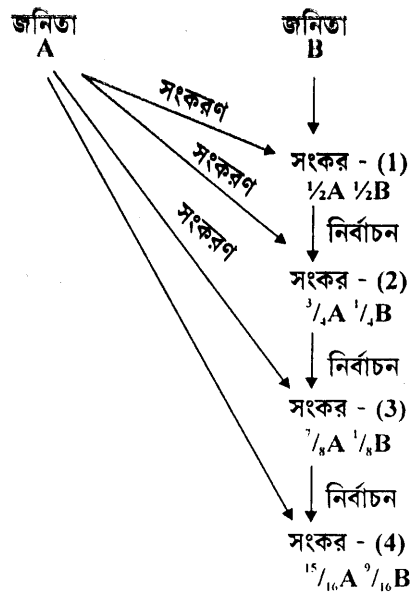 জনিতা জনিতা
A B
সংকরণ
সংকর - (1)
½A ½B
সংকরণ
নির্বাচন
সংকরণ
সংকর - (2)
³/₄A ¹/₄B
নির্বাচন
সংকর - (3)
⁷/₈A ¹/₈B
নির্বাচন
সংকর - (4)
¹⁵/₁₆A ⁹/₁₆B